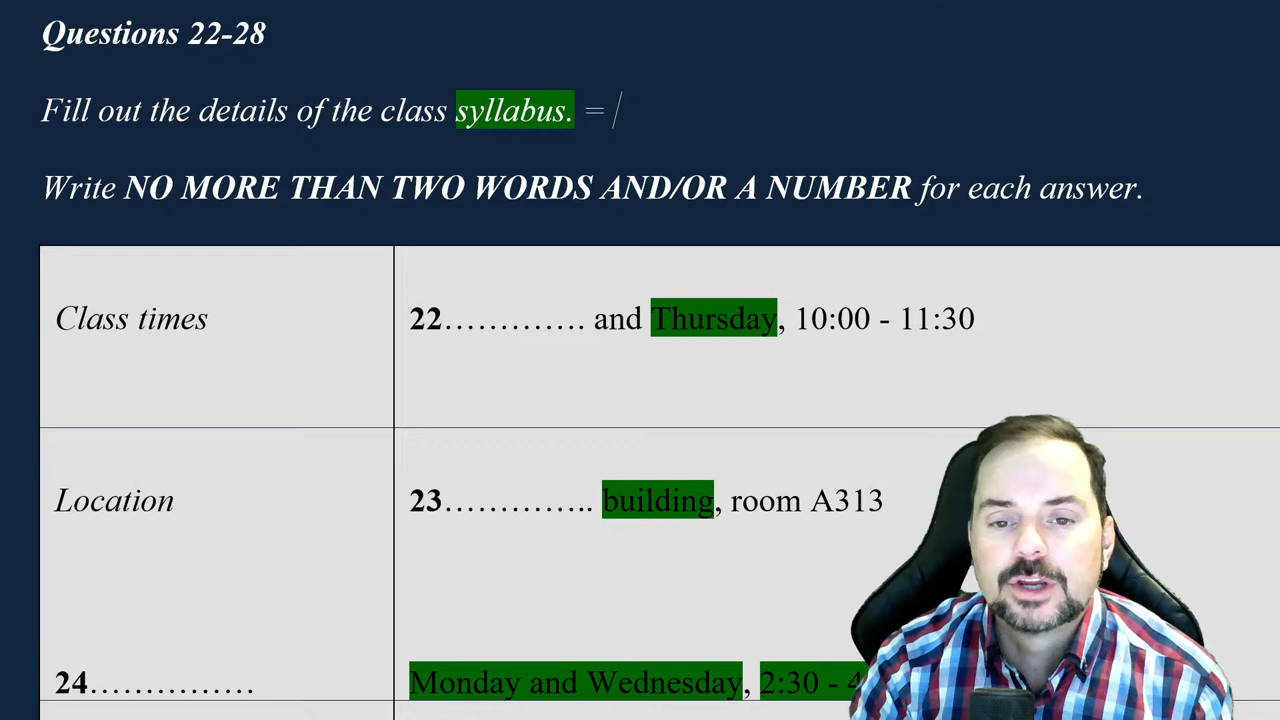 Questions 22-28
Fill out the details of the class syllabus. = /
Write NO MORE THAN TWO WORDS AND/OR A NUMBER for each answer.
Class times
22…………. and Thursday, 10:00 - 11:30
Location
23………….. building, room A313
24……………
Monday and Wednesday, 2:30 - 4